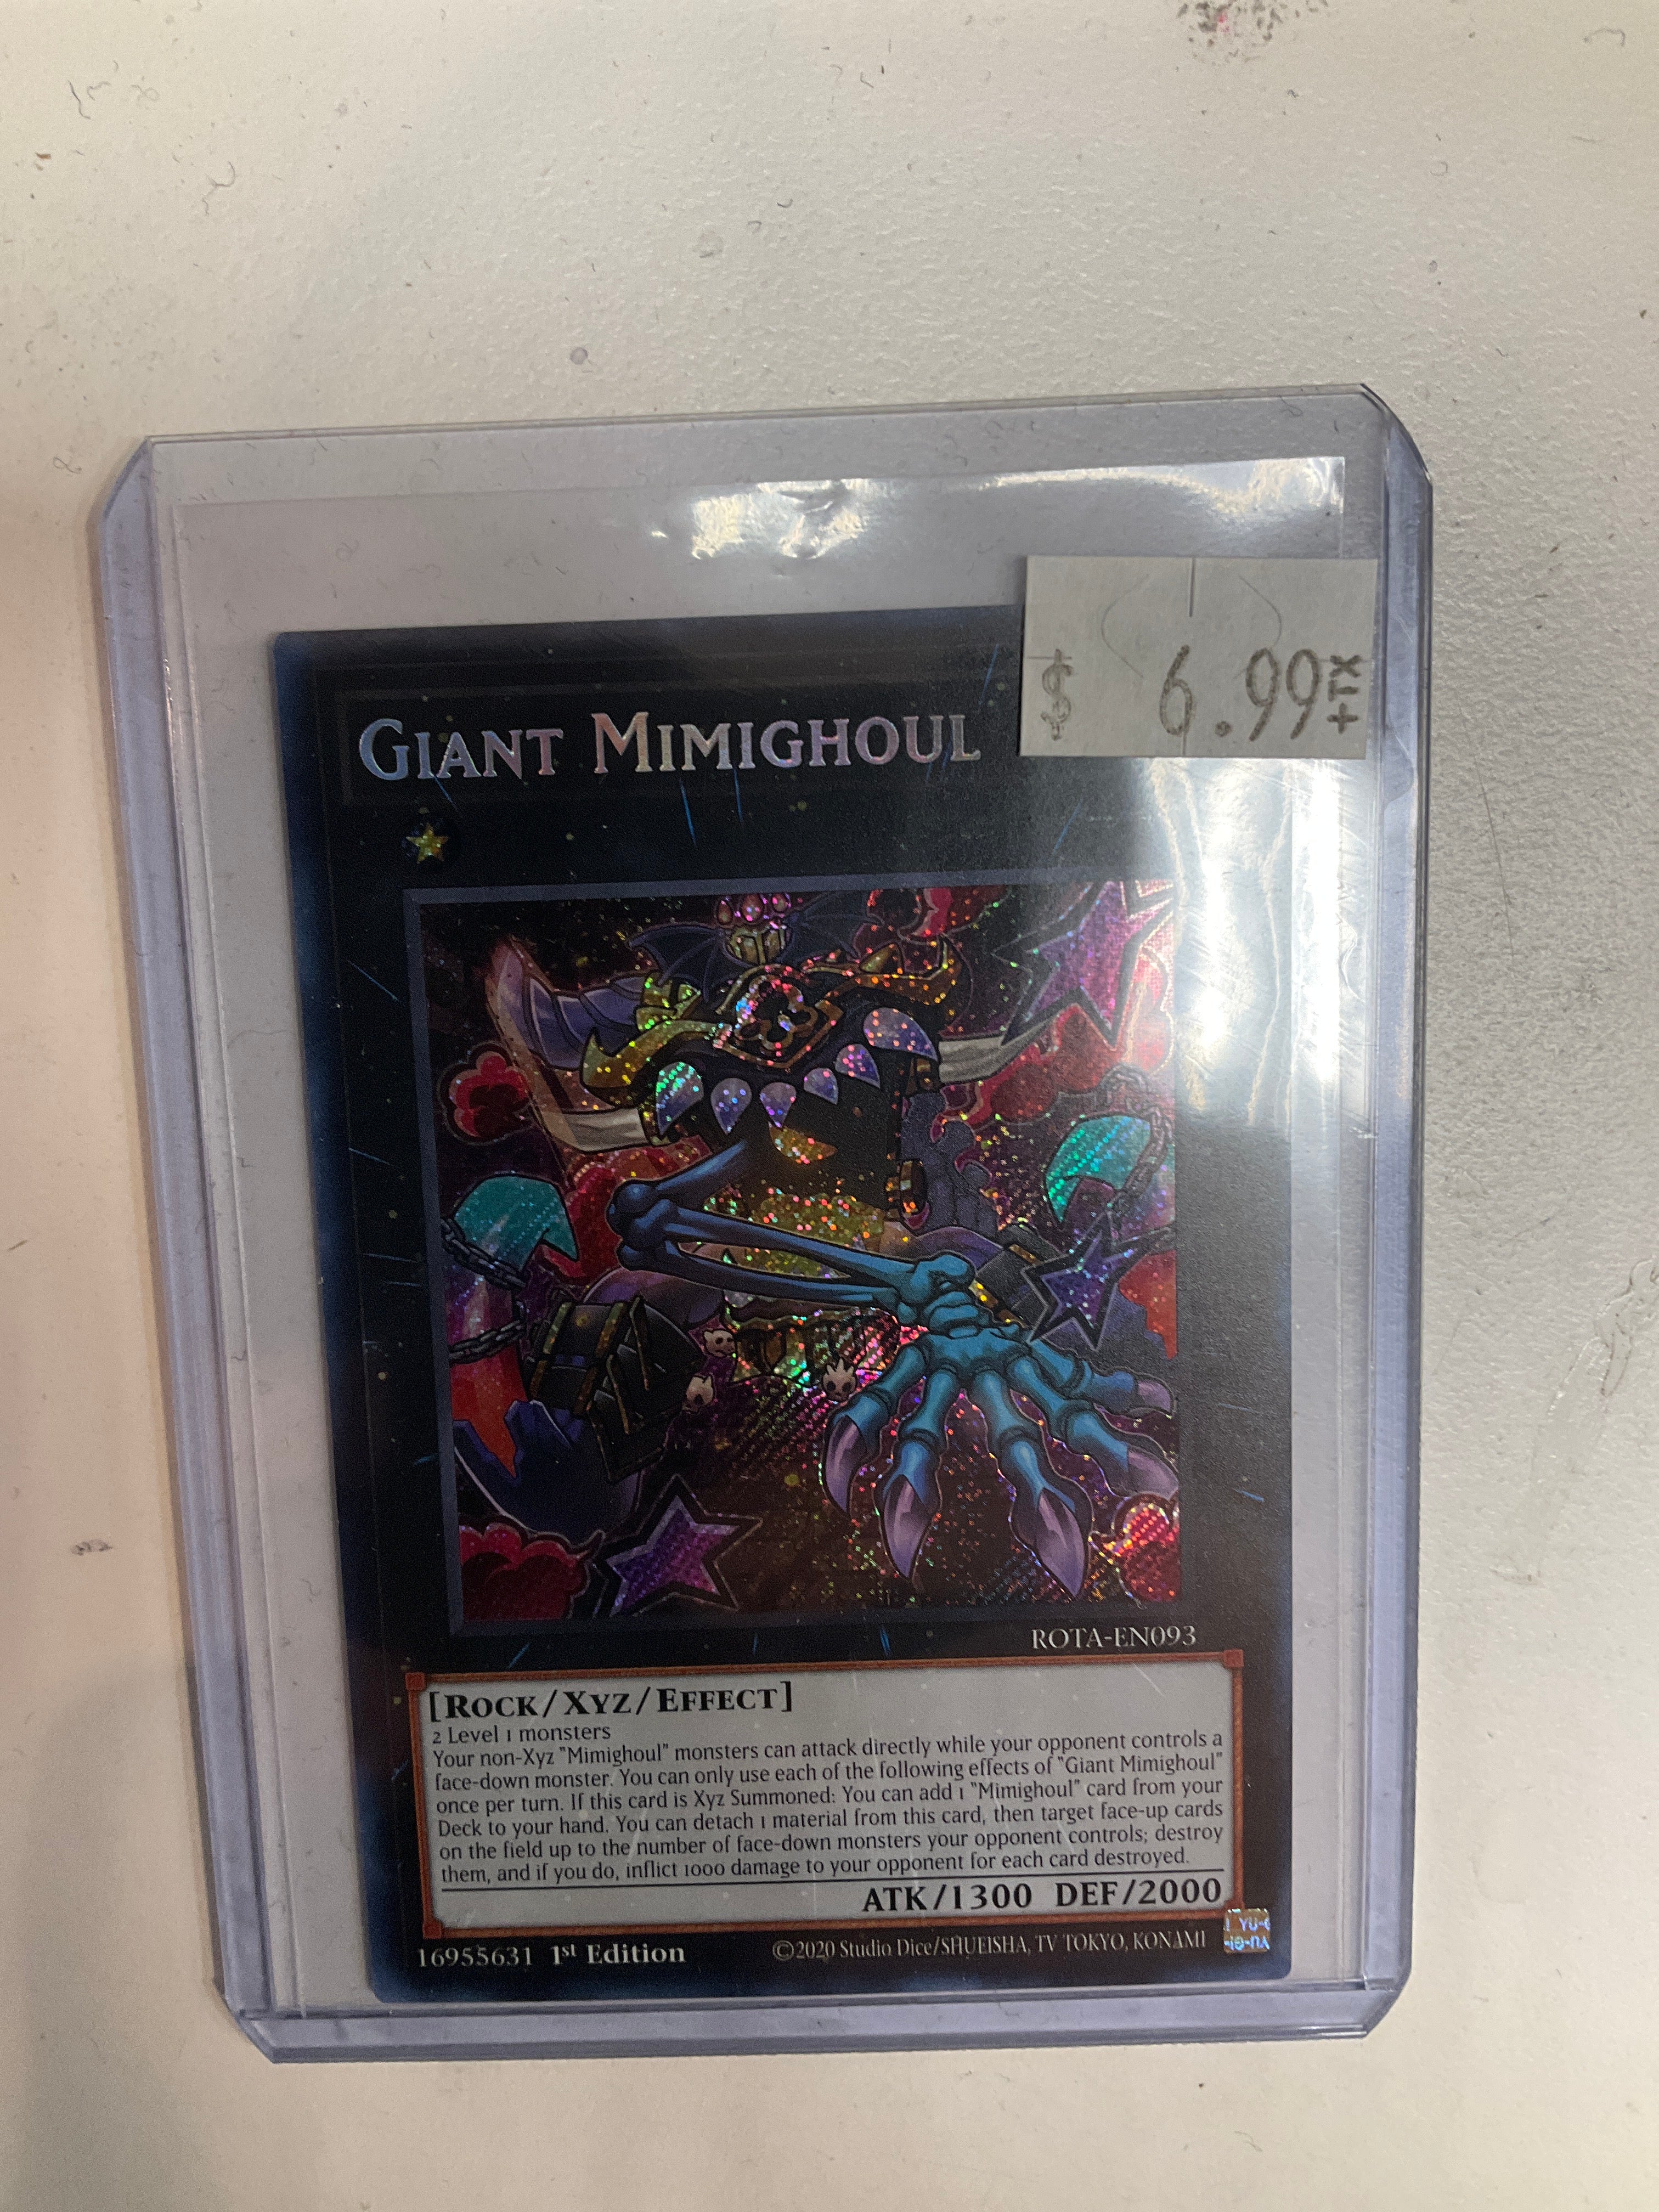 $ 6.99+TX
GIANT MIMIGHOUL
ROTA-EN093
[ROCK/XYZ/EFFECT]
2 Level 1 monsters
Your non-Xyz "Mimighoul" monsters can attack directly while your opponent controls a
face-down monster. You can only use each of the following effects of "Giant Mimighoul"
once per turn. If this card is Xyz Summoned: You can add 1 "Mimighoul" card from your
Deck to your hand. You can detach 1 material from this card, then target face-up cards
on the field up to the number of face-down monsters your opponent controls; destroy
them, and if you do, inflict 1000 damage to your opponent for each card destroyed.
ATK/1300 DEF/2000
16955631 1st Edition ©2020 Studio Dice/SHUEISHA, TV TOKYO, KONAMI